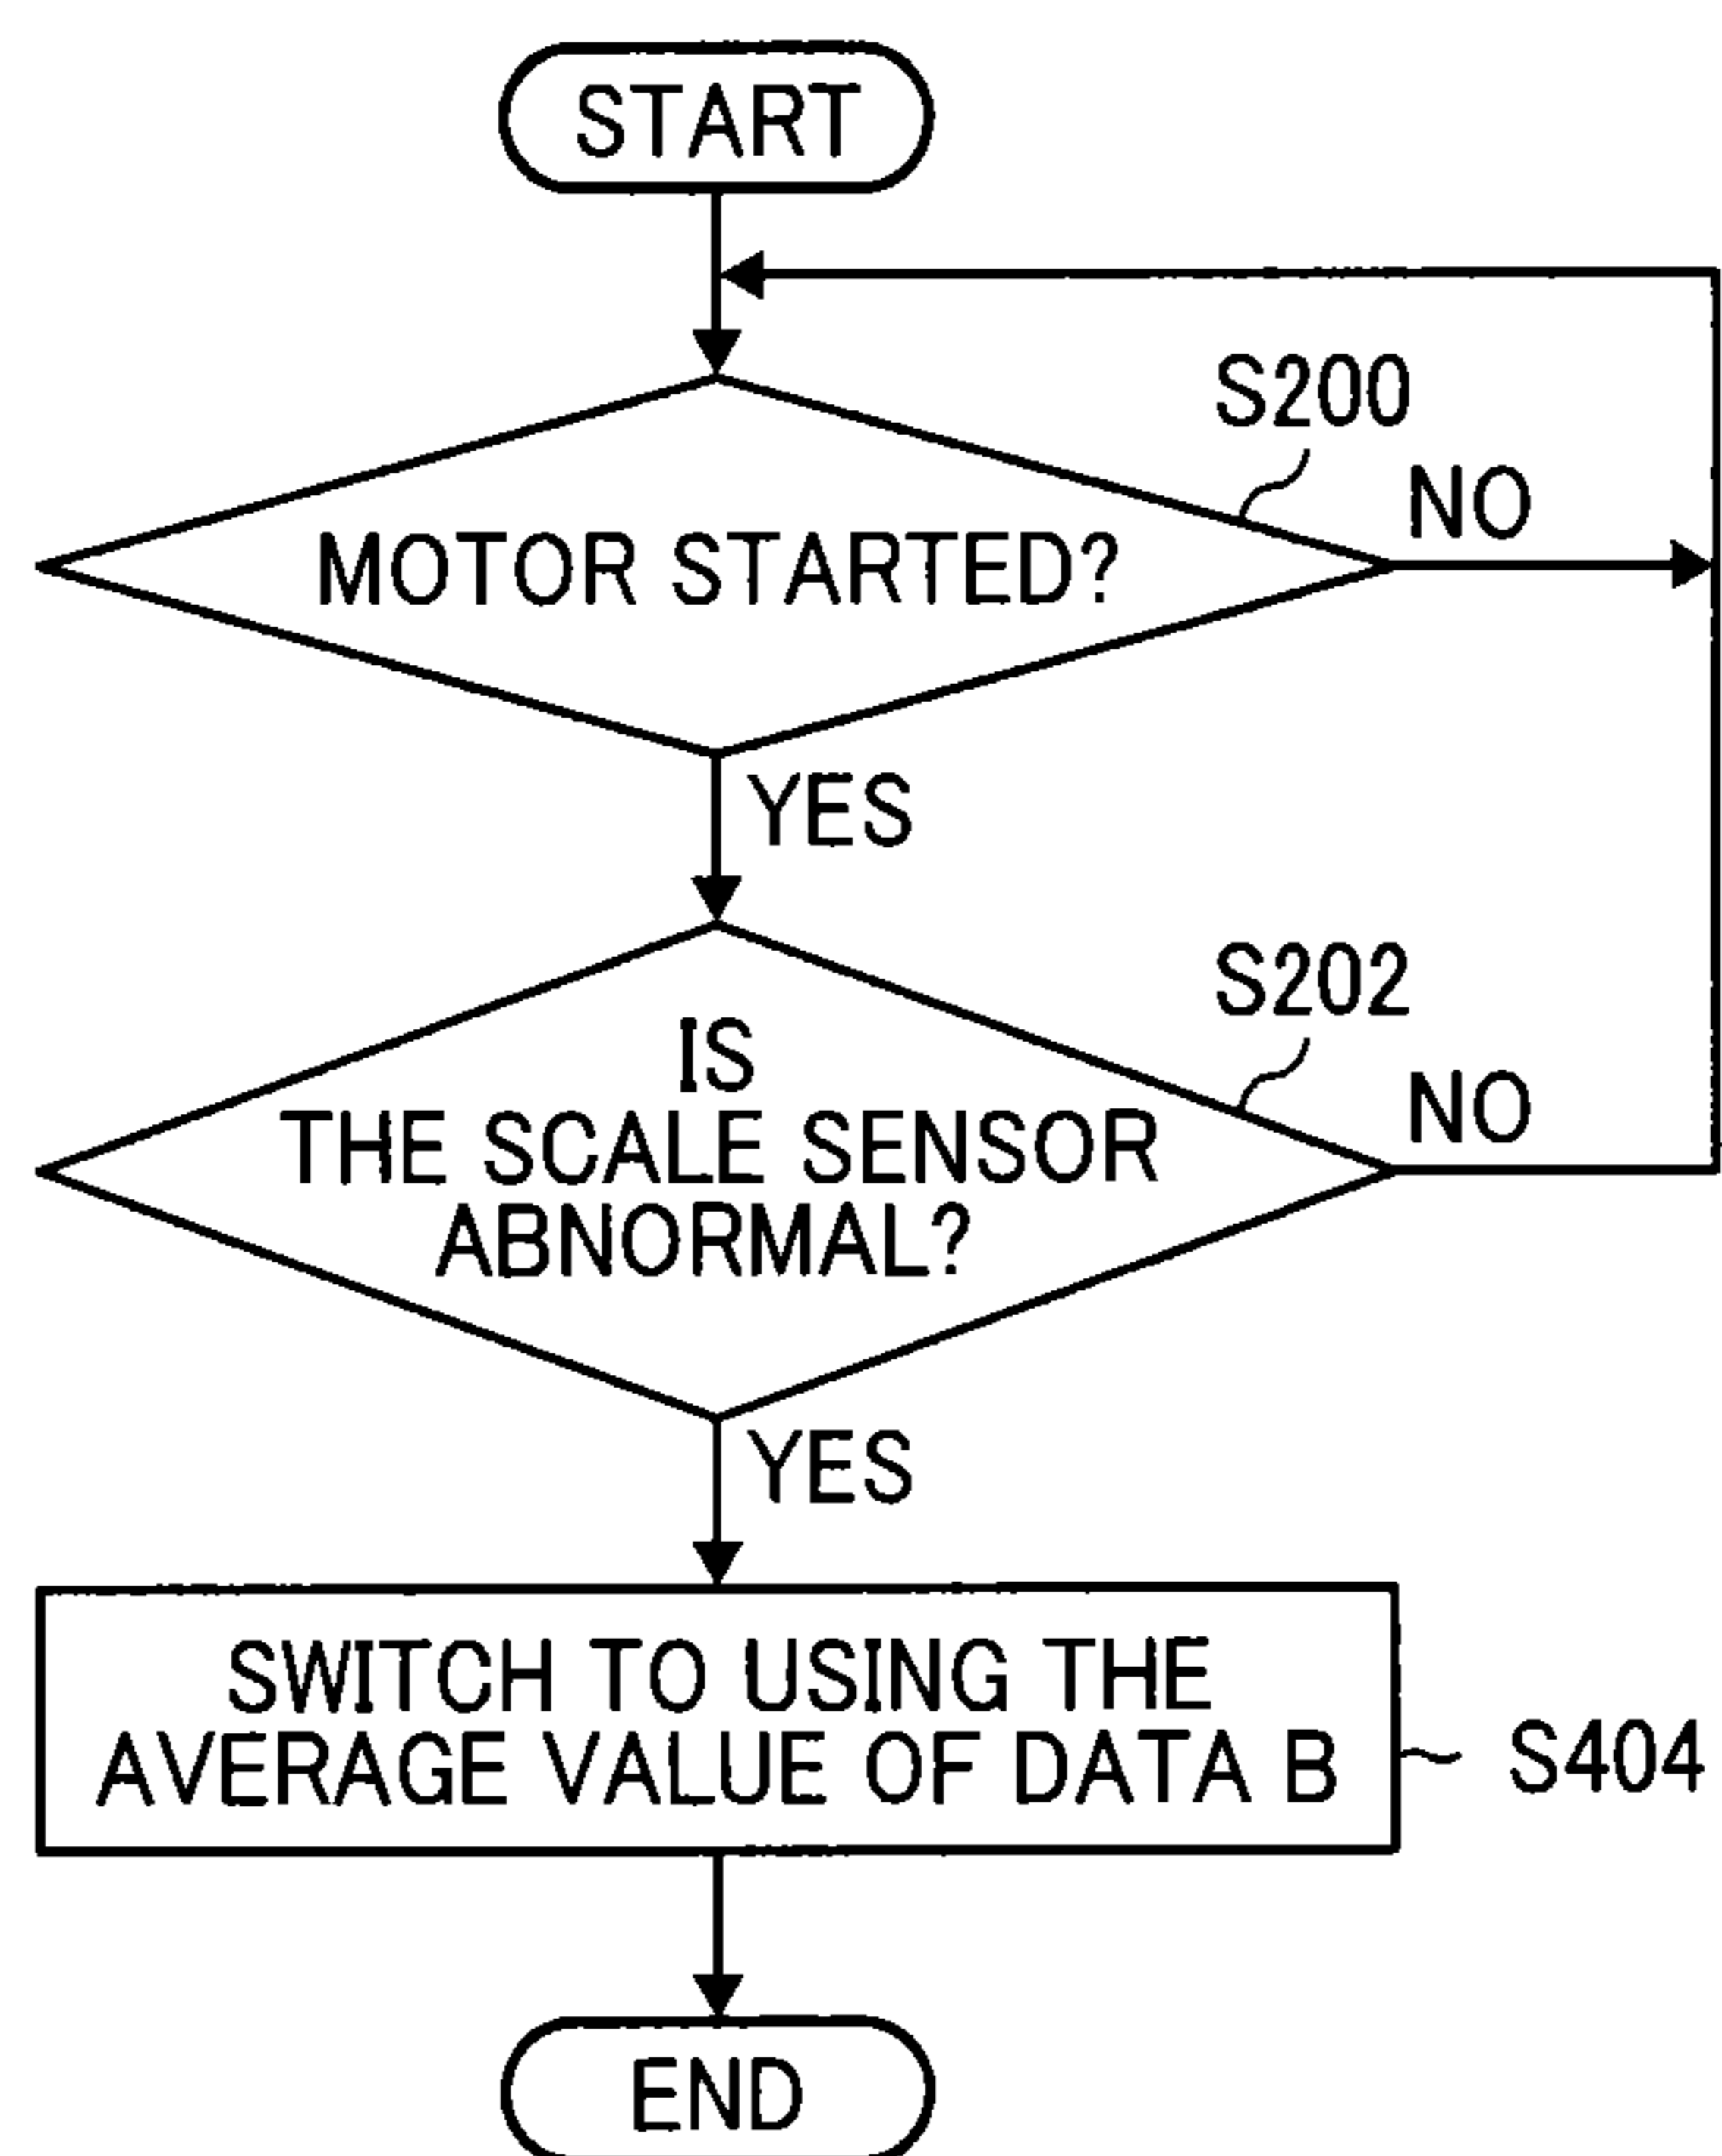 START
S200
NO
MOTOR STARTED?
YES
S202
NO
IS
THE SCALE SENSOR
ABNORMAL?
YES
SWITCH TO USING THE
AVERAGE VALUE OF DATA B
S404
END